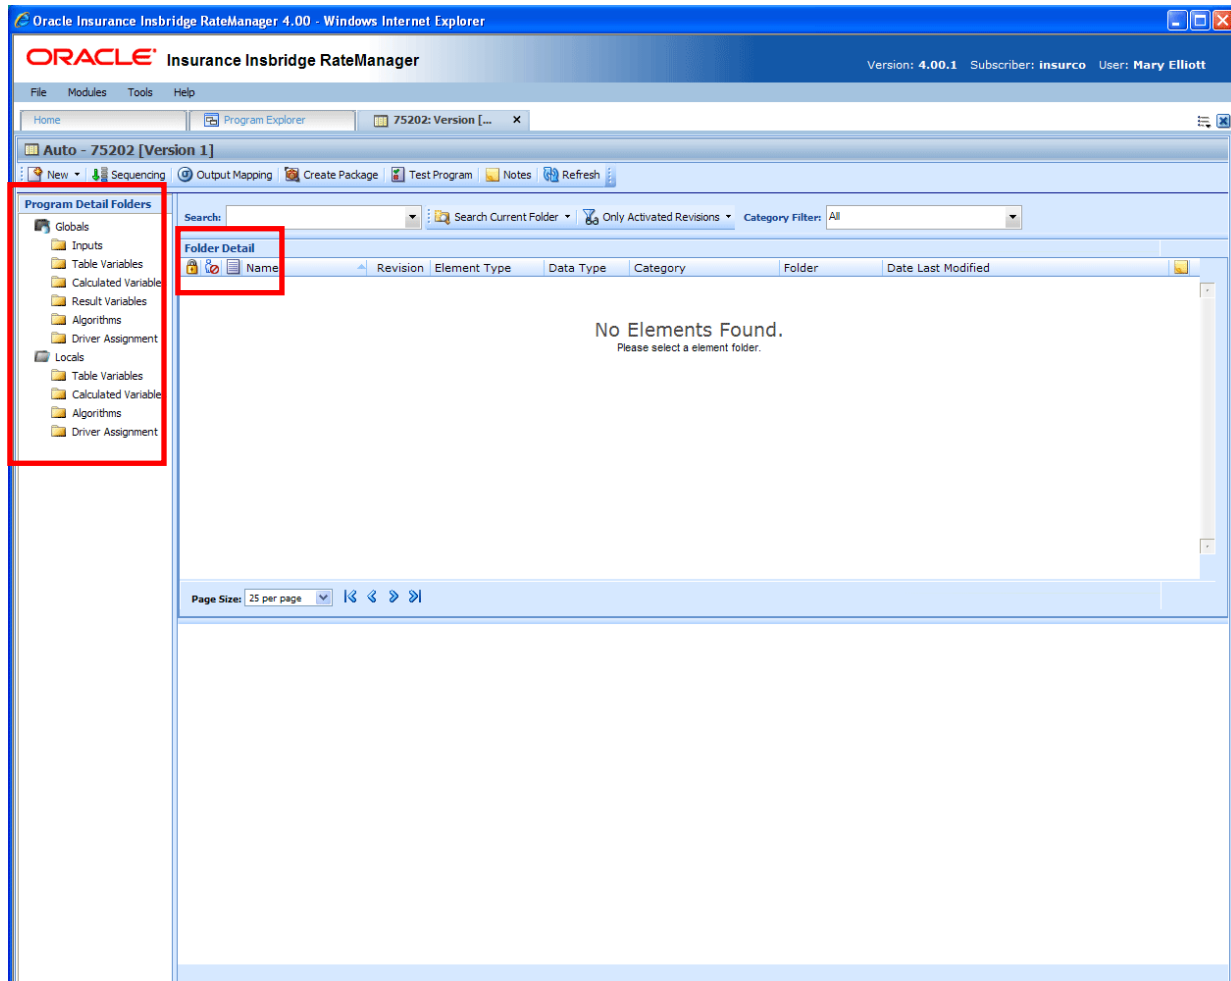 Oracle Insurance Insbridge RateManager 4.00 - Windows Internet Explorer
ORACLE Insurance Insbridge RateManager
Version: 4.00.1 Subscriber: insurco User: Mary Elliott
File Modules Tools Help
Home Program Explorer 75202: Version [...
Auto - 75202 [Version 1]
New Sequencing Output Mapping Create Package Test Program Notes Refresh
Program Detail Folders
Globals
Inputs
Table Variables
Calculated Variable
Result Variables
Algorithms
Driver Assignment
Locals
Table Variables
Calculated Variable
Algorithms
Driver Assignment
Search: Search Current Folder Only Activated Revisions Category Filter: All
Folder Detail
Name Revision Element Type Data Type Category Folder Date Last Modified
No Elements Found.
Please select a element folder.
Page Size: 25 per page